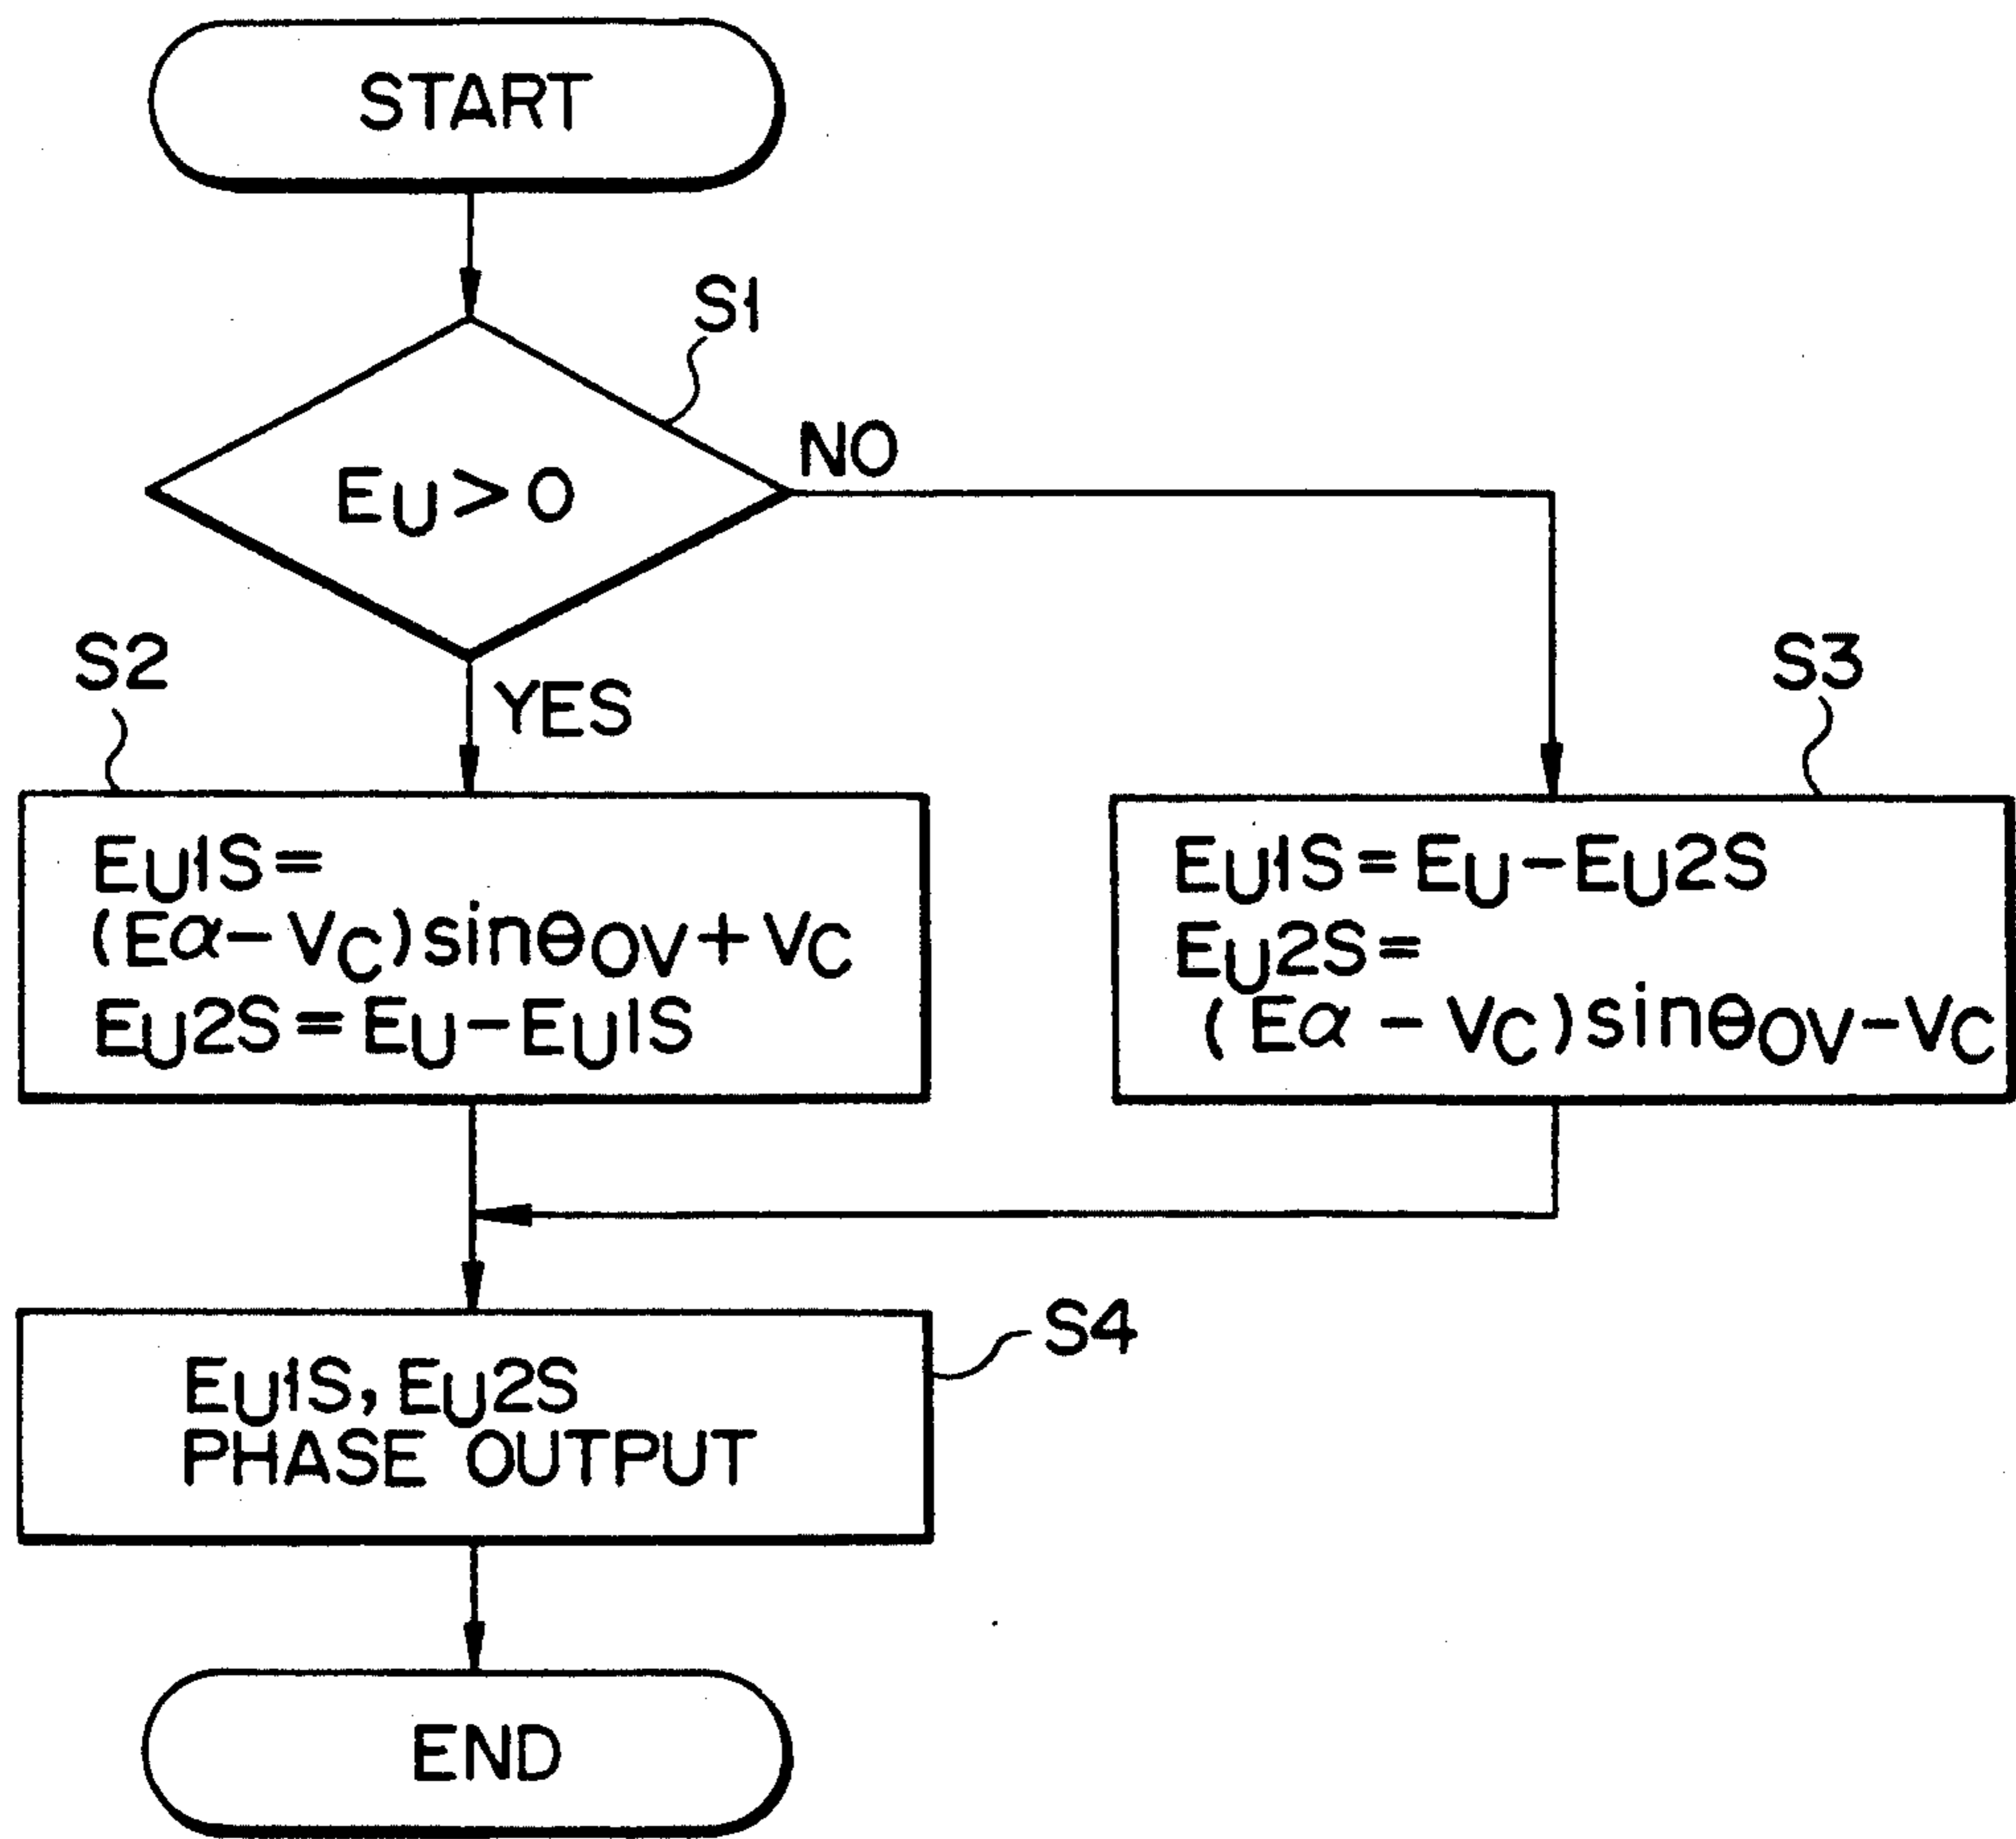 START
S1
EU>0
NO
YES
S2
EU1S=
(Eα-VC)sinθOV+VC
EU2S=EU-EU1S
S3
EU1S=EU-EU2S
EU2S=
(Eα-VC)sinθOV-VC
S4
EU1S, EU2S
PHASE OUTPUT
END